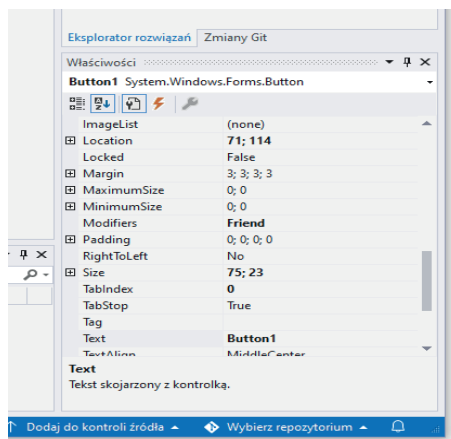 Eksplorator rozwiązań Zmiany Git
Właściwości
Button1 System.Windows.Forms.Button
ImageList (none)
Location 71; 114
Locked False
Margin 3; 3; 3; 3
MaximumSize 0; 0
MinimumSize 0; 0
Modifiers Friend
Padding 0; 0; 0; 0
RightToLeft No
Size 75; 23
TabIndex 0
TabStop True
Tag
Text Button1
TextAlign MiddleCenter
Text
Tekst skojarzony z kontrolką.
Dodaj do kontroli źródła Wybierz repozytorium